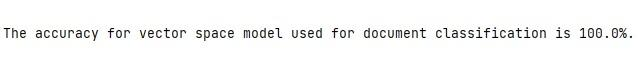 The accuracy for vector space model used for document classification is 100.0%.